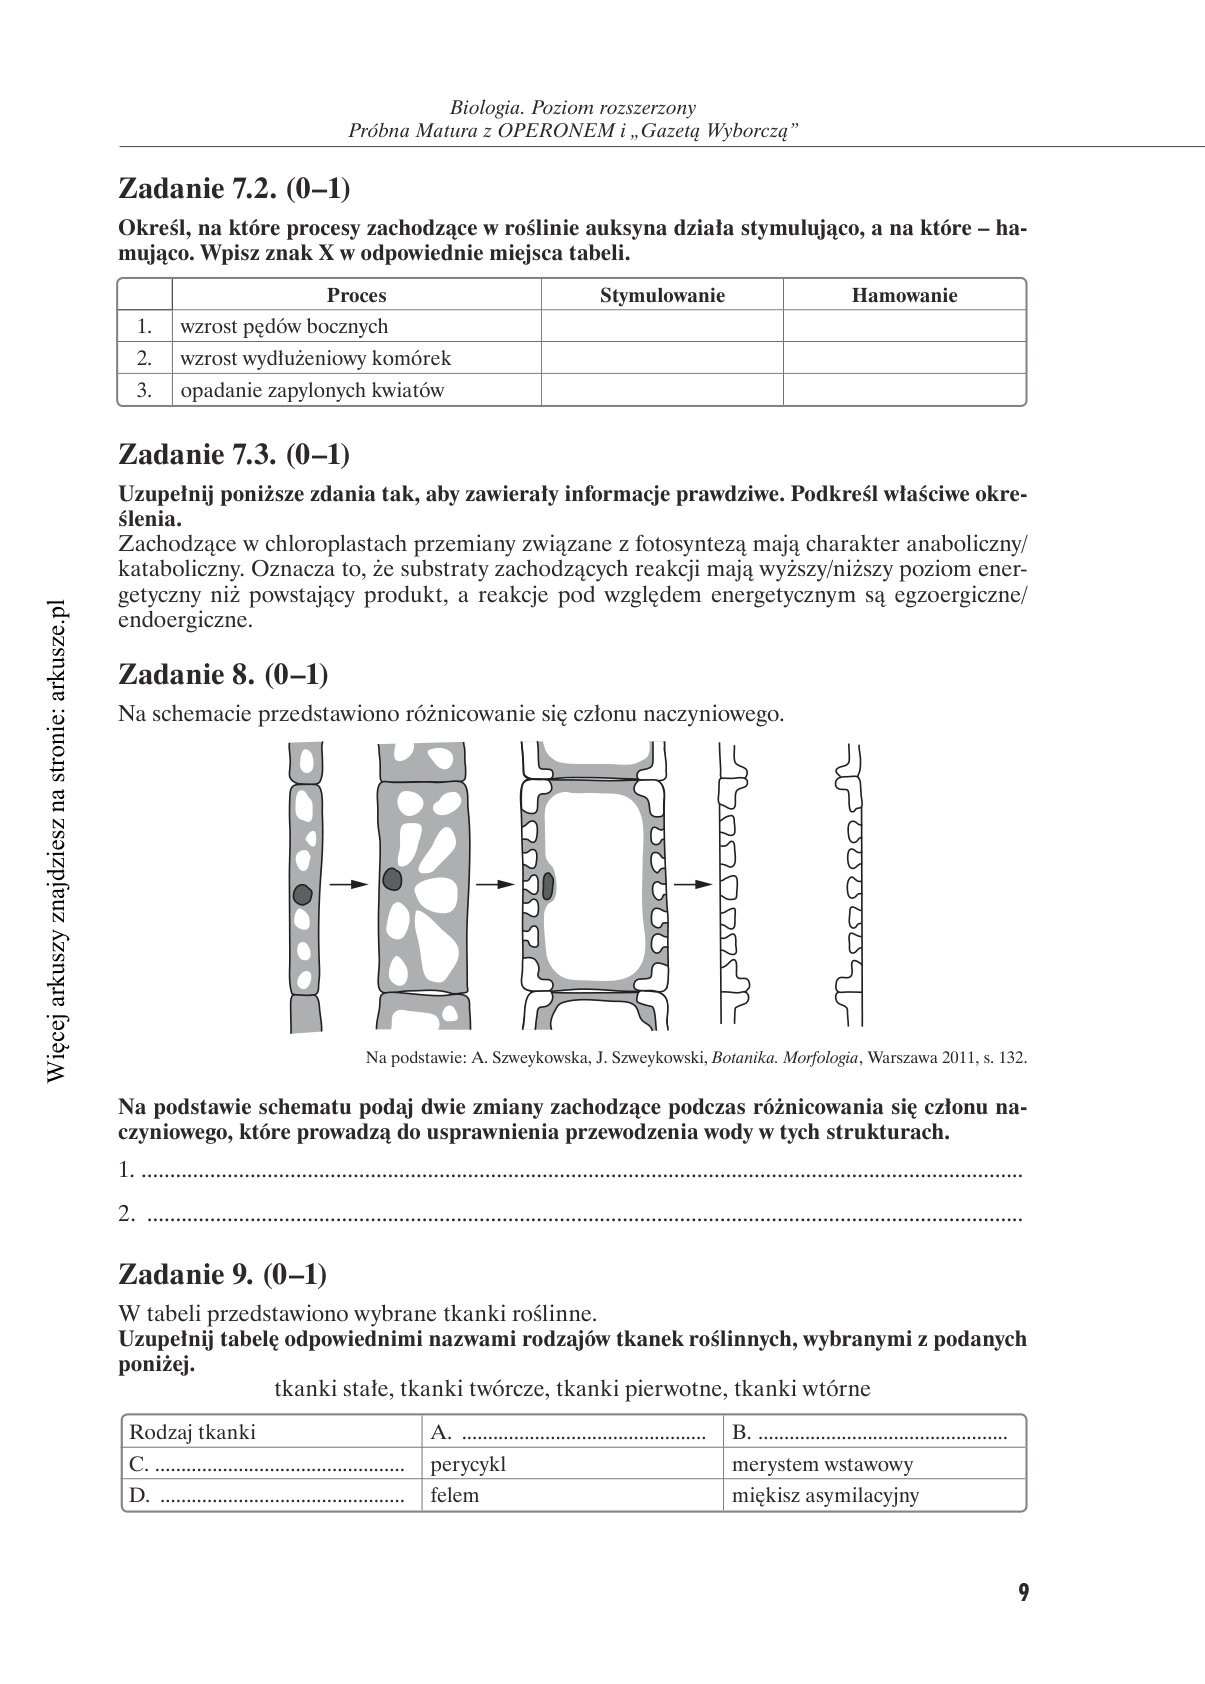 Biologia. Poziom rozszerzony
Próbna Matura z OPERONEM i „Gazetą Wyborczą”
Zadanie 7.2. (0–1)
Określ, na które procesy zachodzące w roślinie auksyna działa stymulująco, a na które – ha-
mująco. Wpisz znak X w odpowiednie miejsca tabeli.
Proces Stymulowanie Hamowanie
1. wzrost pędów bocznych
2. wzrost wydłużeniowy komórek
3. opadanie zapylonych kwiatów
Zadanie 7.3. (0–1)
Uzupełnij poniższe zdania tak, aby zawierały informacje prawdziwe. Podkreśl właściwe okre-
ślenia.
Zachodzące w chloroplastach przemiany związane z fotosyntezą mają charakter anaboliczny/
kataboliczny. Oznacza to, że substraty zachodzących reakcji mają wyższy/niższy poziom ener-
getyczny niż powstający produkt, a reakcje pod względem energetycznym są egzoergiczne/
endoergiczne.
Zadanie 8. (0–1)
Na schemacie przedstawiono różnicowanie się członu naczyniowego.
Na podstawie: A. Szweykowska, J. Szweykowski, Botanika. Morfologia, Warszawa 2011, s. 132.
Na podstawie schematu podaj dwie zmiany zachodzące podczas różnicowania się członu na-
czyniowego, które prowadzą do usprawnienia przewodzenia wody w tych strukturach.
1. ..........................................................................................................................................................
2. .........................................................................................................................................................
Zadanie 9. (0–1)
W tabeli przedstawiono wybrane tkanki roślinne.
Uzupełnij tabelę odpowiednimi nazwami rodzajów tkanek roślinnych, wybranymi z podanych
poniżej.
tkanki stałe, tkanki twórcze, tkanki pierwotne, tkanki wtórne
Rodzaj tkanki A. ............................................... B. ................................................
C. ................................................ perycykl merystem wstawowy
D. ............................................... felem miękisz asymilacyjny
9
Więcej arkuszy znajdziesz na stronie: arkusze.pl